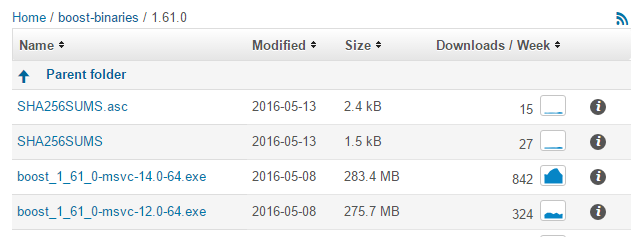 Home / boost-binaries / 1.61.0
Name Modified Size Downloads / Week
Parent folder
SHA256SUMS.asc 2016-05-13 2.4 kB 15
SHA256SUMS 2016-05-13 1.5 kB 27
boost_1_61_0-msvc-14.0-64.exe 2016-05-08 283.4 MB 842
boost_1_61_0-msvc-12.0-64.exe 2016-05-08 275.7 MB 324